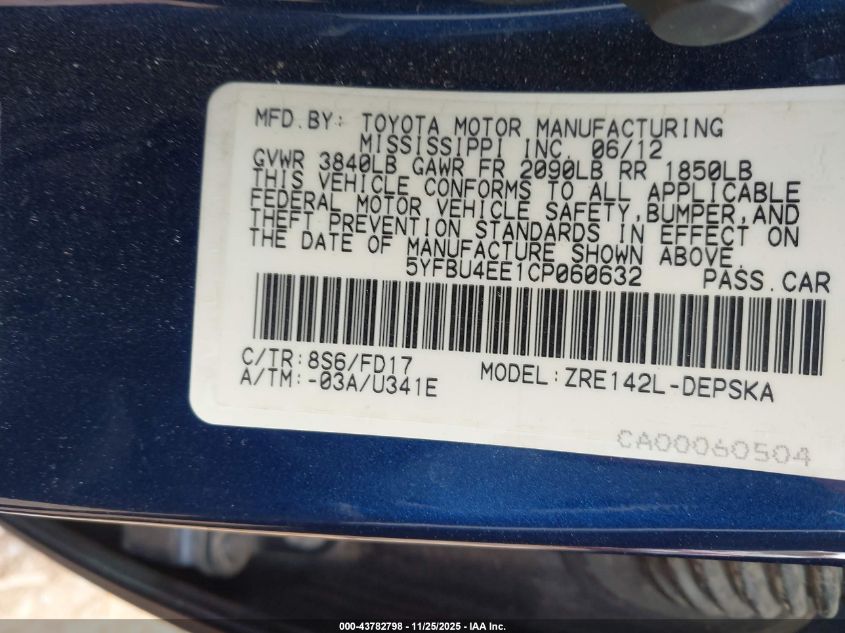 MFD.BY: TOYOTA MOTOR MANUFACTURING
MISSISSIPPI INC. 06/12
GVWR 3840LB GAWR FR 2090LB RR 1850LB
THIS VEHICLE CONFORMS TO ALL APPLICABLE
FEDERAL MOTOR VEHICLE SAFETY,BUMPER,AND
THEFT PREVENTION STANDARDS IN EFFECT ON
THE DATE OF MANUFACTURE SHOWN ABOVE.
5YFBU4EE1CP060632 PASS.CAR
C/TR:8S6/FD17
A/TM:-03A/U341E
MODEL:ZRE142L-DEPSKA
CA00060504
000-43782798 - 11/25/2025 - IAA Inc.